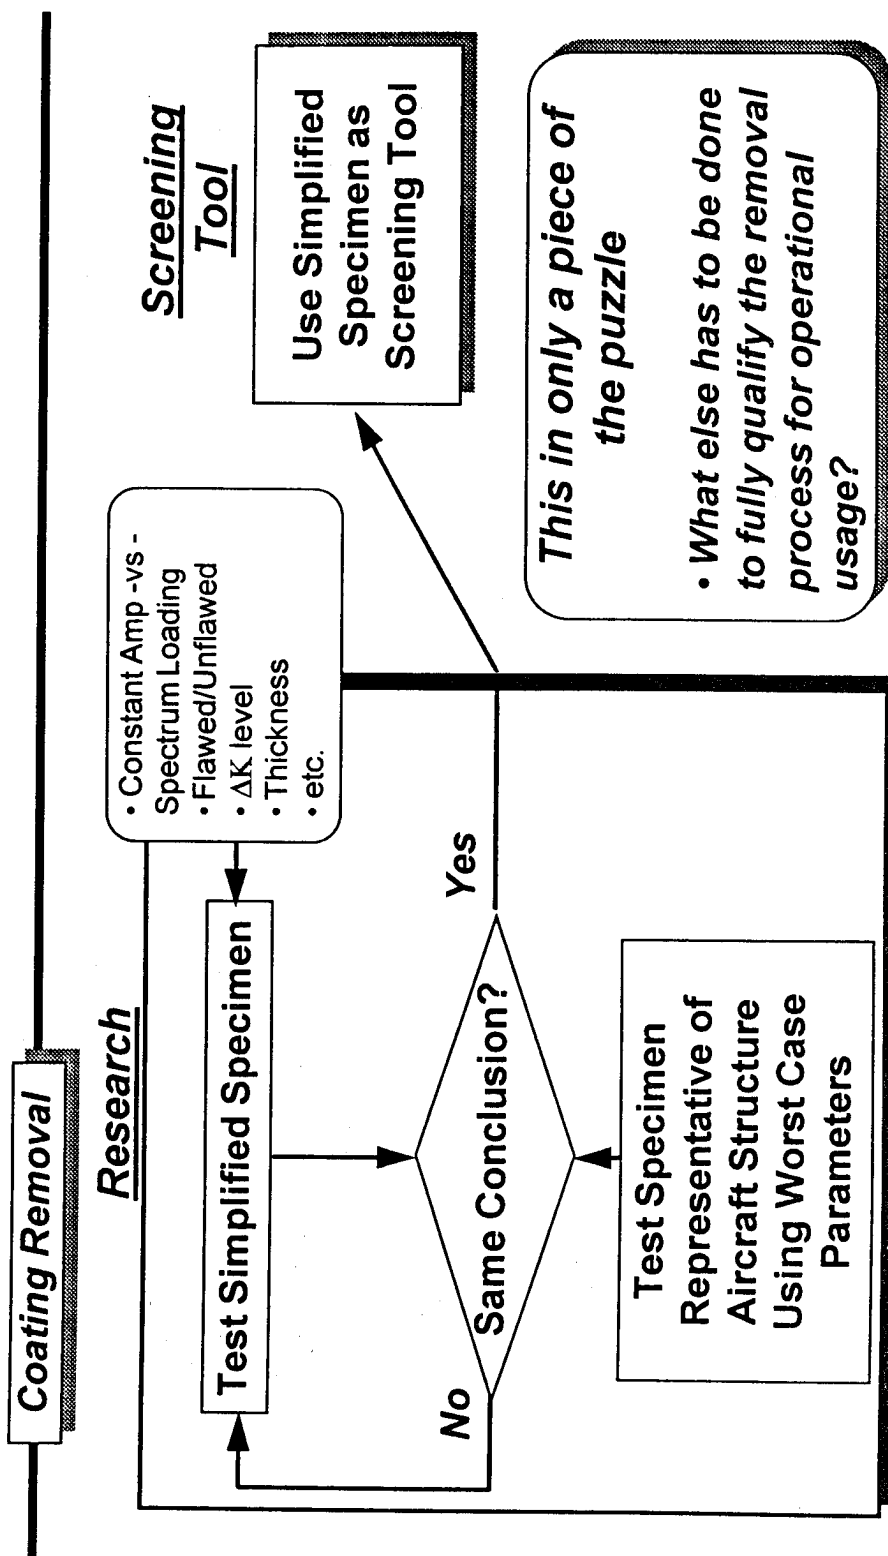 Coating Removal
Research
Test Simplified Specimen
• Constant Amp -vs -
Spectrum Loading
• Flawed/Unflawed
• ΔK level
• Thickness
• etc.
Same Conclusion?
No
Yes
Test Specimen
Representative of
Aircraft Structure
Using Worst Case
Parameters
Screening
Tool
Use Simplified
Specimen as
Screening Tool
This in only a piece of
the puzzle
• What else has to be done
to fully qualify the removal
process for operational
usage?